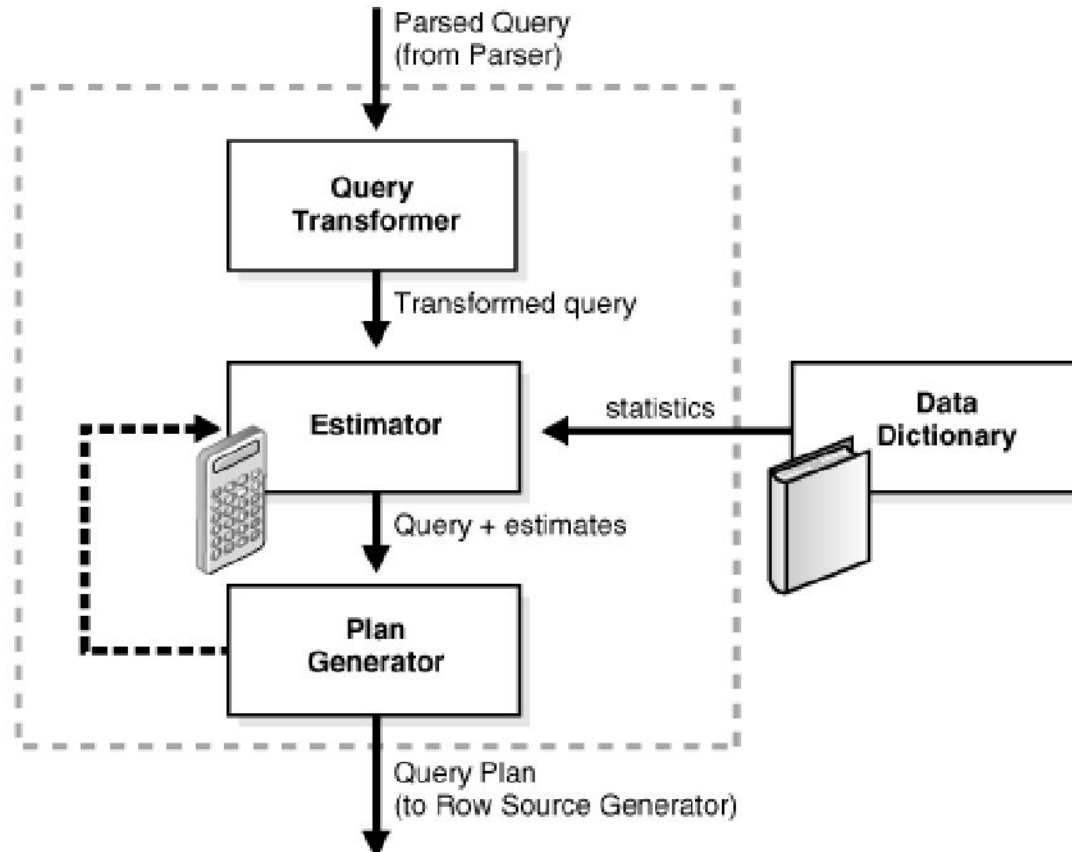 Parsed Query
(from Parser)
Query
Transformer
Transformed query
Estimator
statistics
Data
Dictionary
Query + estimates
Plan
Generator
Query Plan
(to Row Source Generator)